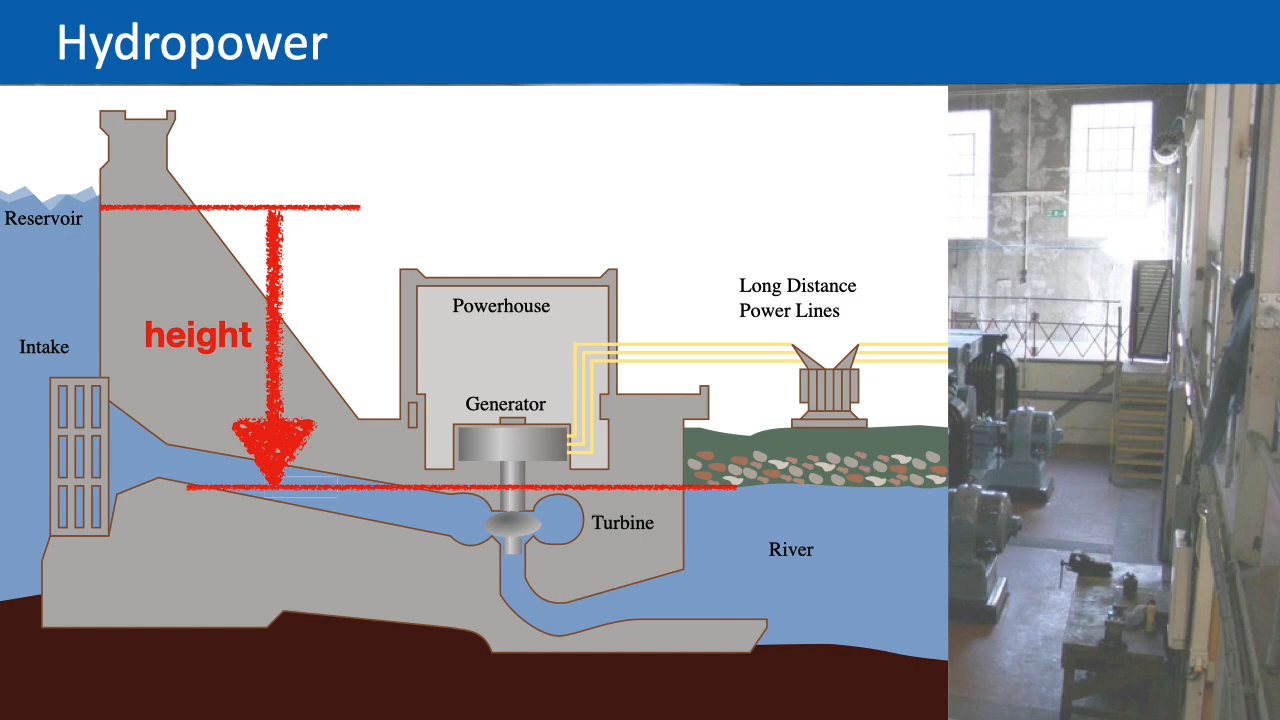 Hydropower
Reservoir
Intake
height
Powerhouse
Generator
Turbine
Long Distance
Power Lines
River